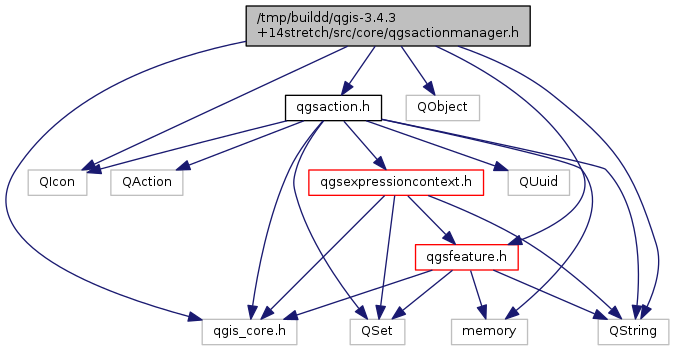 /tmp/buildd/qgis-3.4.3
+14stretch/src/core/qgsactionmanager.h
qgsaction.h
QObject
QIcon
QAction
qgsexpressioncontext.h
QUuid
qgsfeature.h
qgis_core.h
QSet
memory
QString